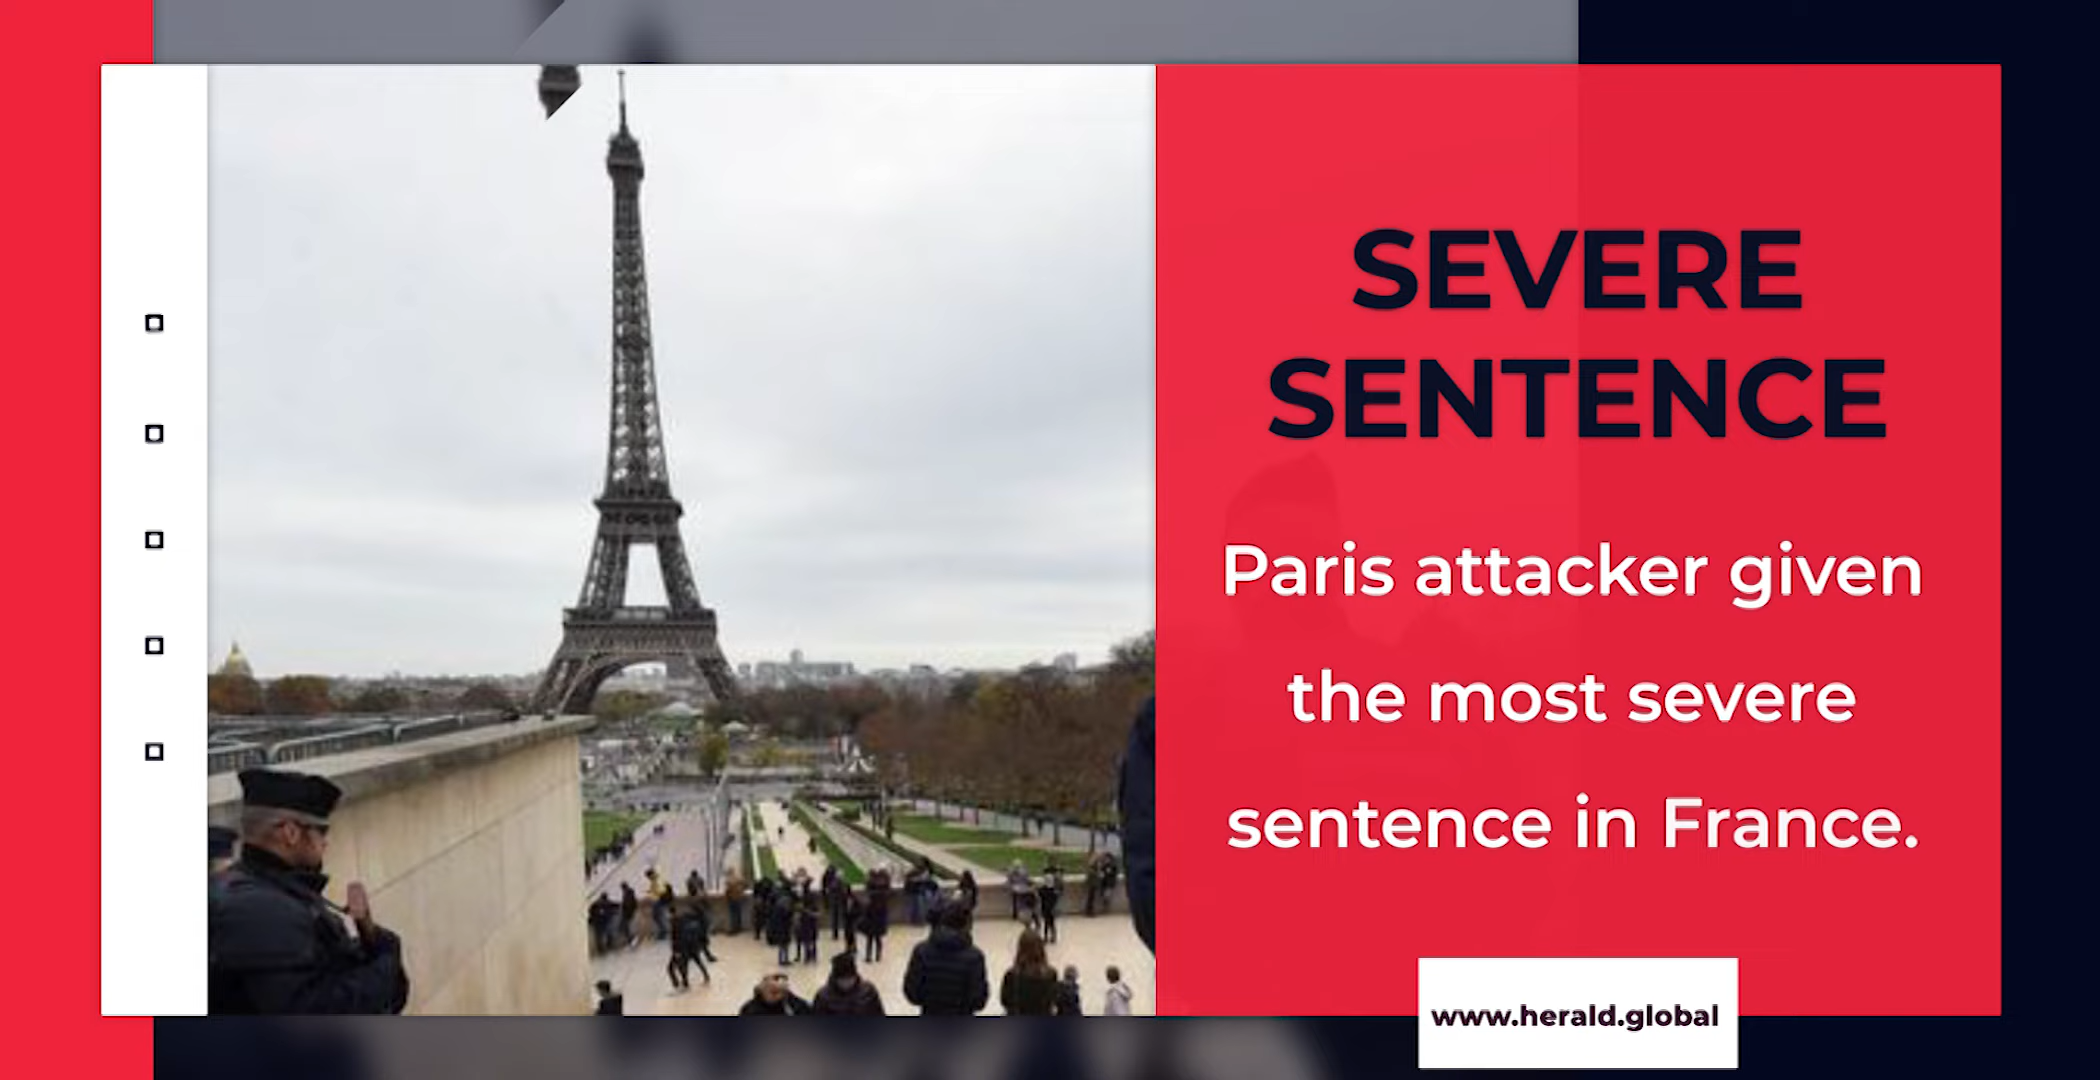 SEVERE
SENTENCE
Paris attacker given
the most severe
sentence in France.
www.herald.global